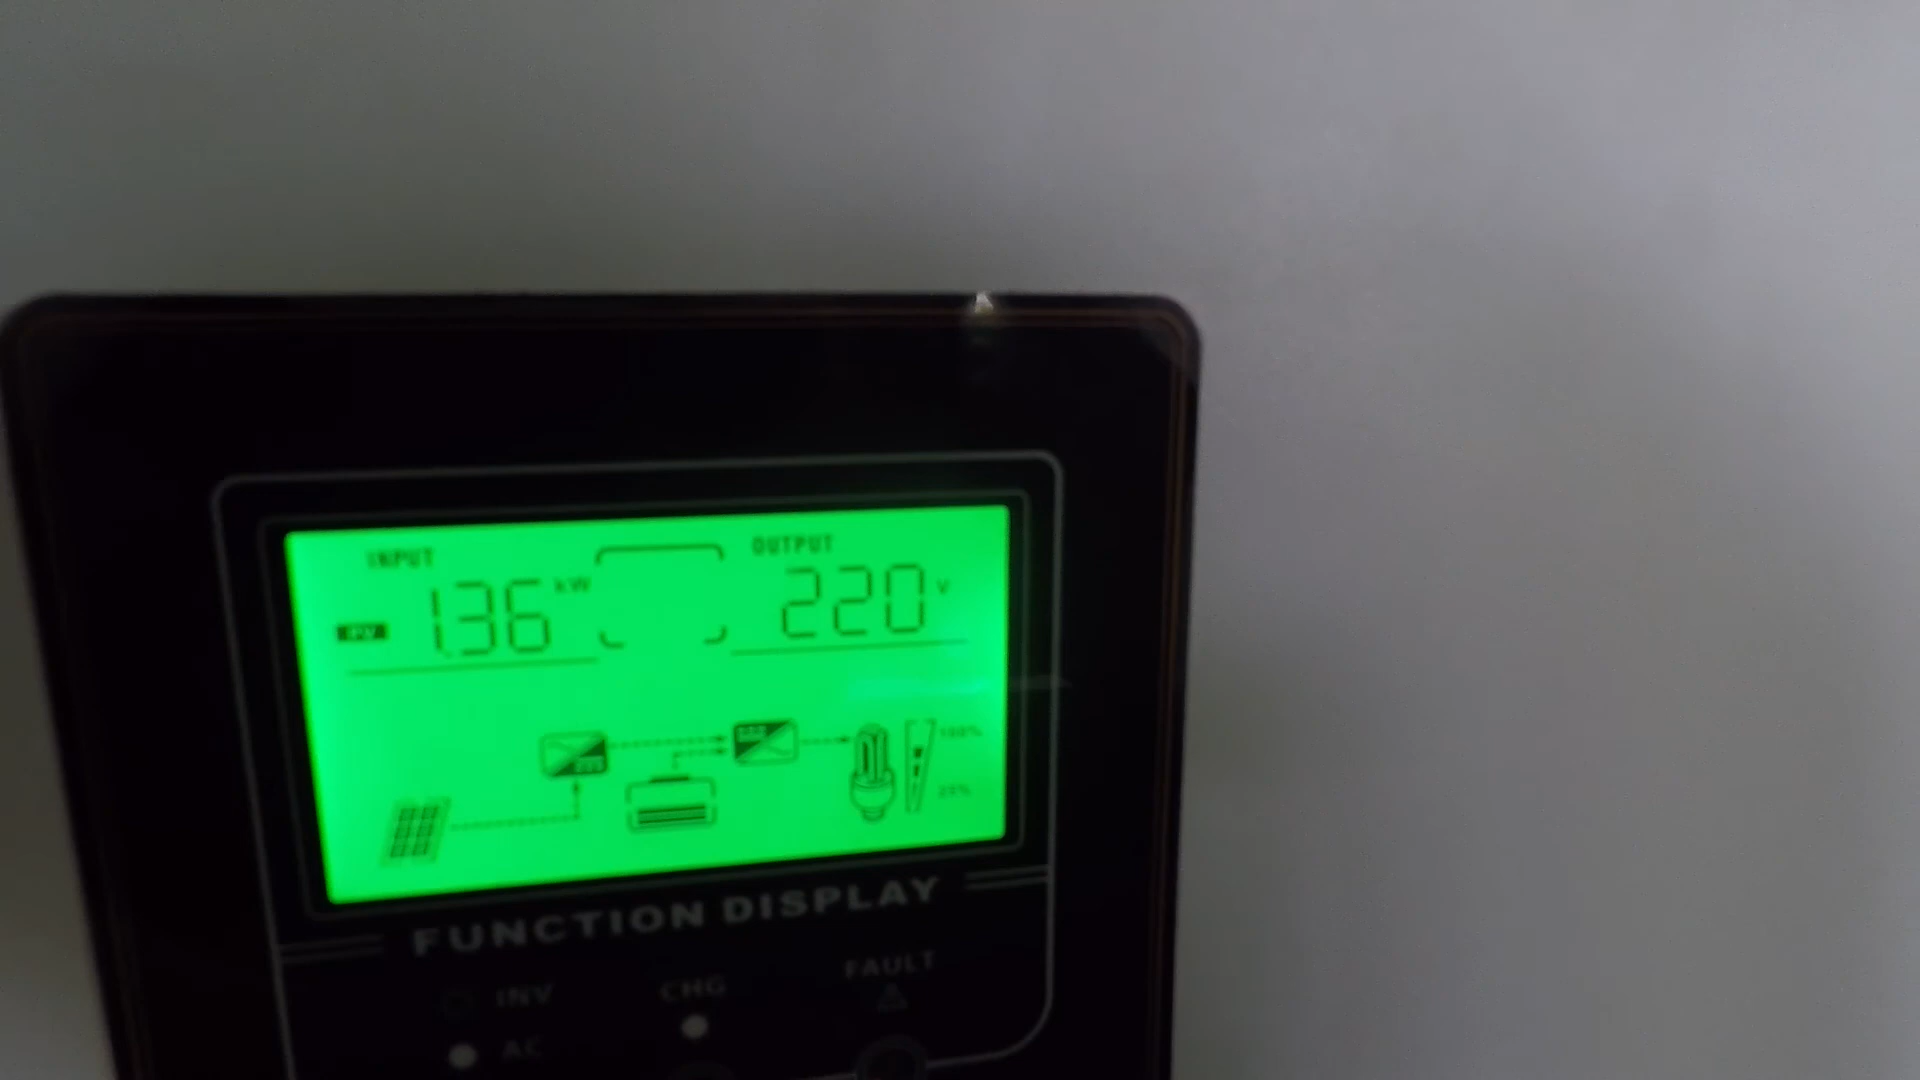 INPUT OUTPUT
PV 1.36 kW 220 V
100%
25%
FUNCTION DISPLAY
INV CHG FAULT
AC